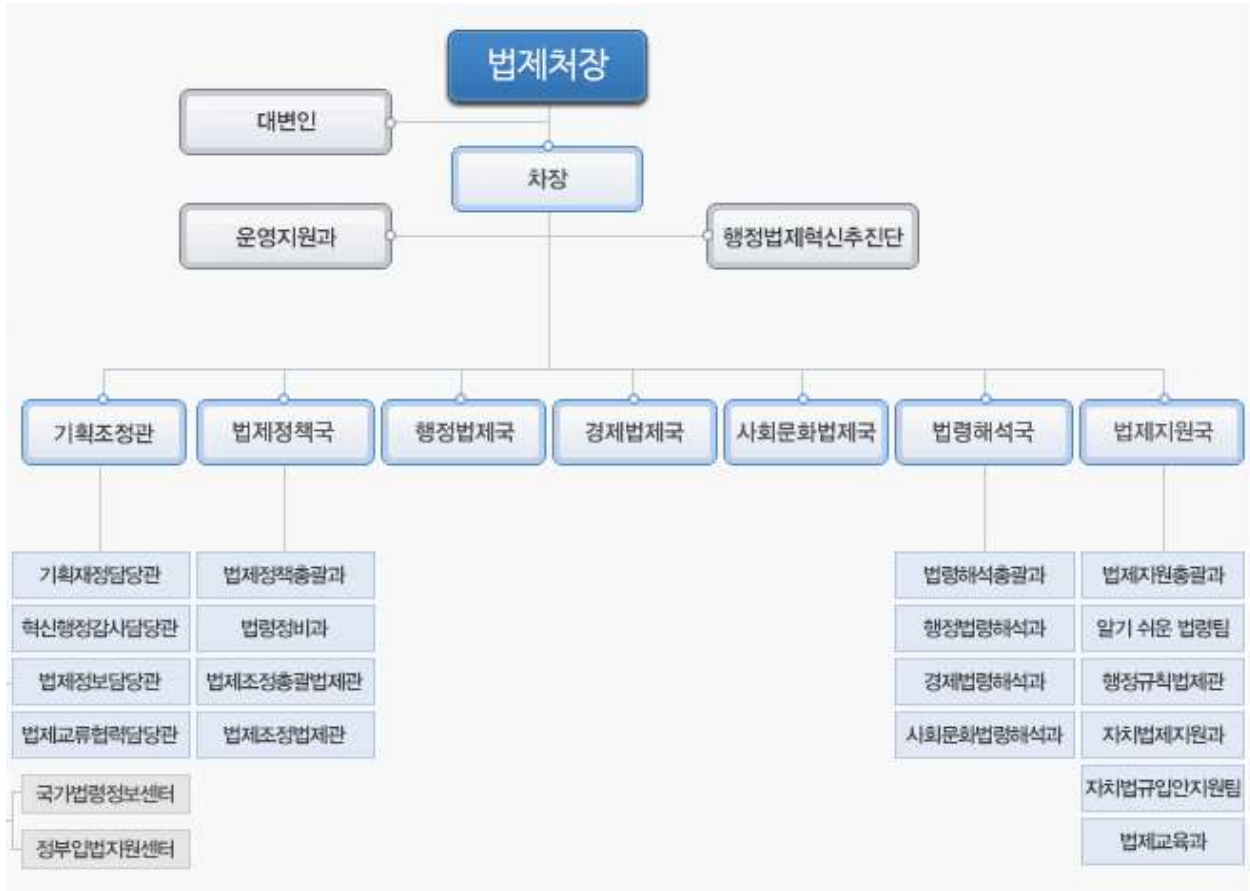 법제처장
대변인
차장
운영지원과
행정법제혁신추진단
기획조정관
법제정책국
행정법제국
경제법제국
사회문화법제국
법령해석국
법제지원국
기획재정담당관
혁신행정감사담당관
법제정보담당관
법제교류협력담당관
국가법령정보센터
정부입법지원센터
법제정책총괄과
법령정비과
법제조정총괄법제관
법제조정법제관
법령해석총괄과
행정법령해석과
경제법령해석과
사회문화법령해석과
법제지원총괄과
알기 쉬운 법령팀
행정규칙법제관
자치법제지원과
자치법규입안지원팀
법제교육과